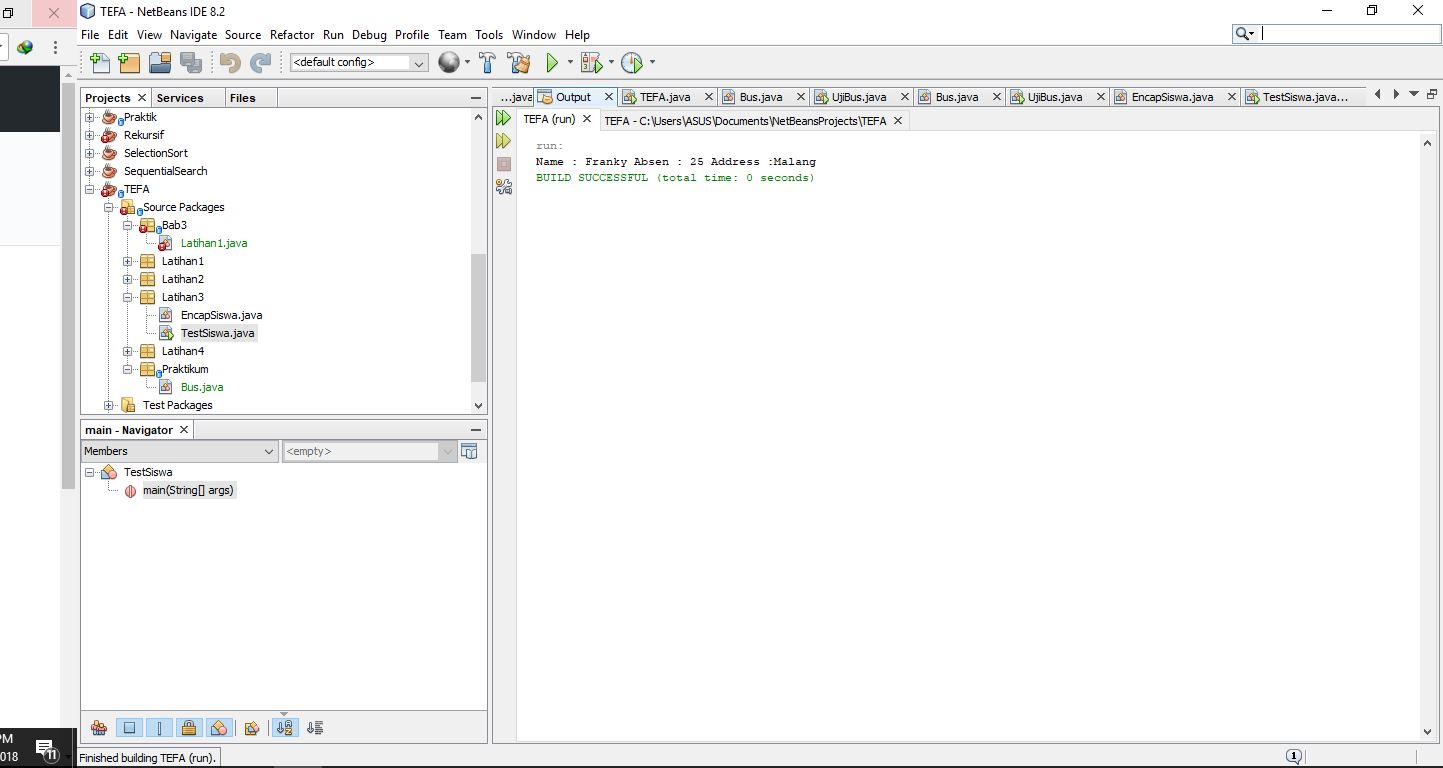 TEFA - NetBeans IDE 8.2
File Edit View Navigate Source Refactor Run Debug Profile Team Tools Window Help
<default config>
Projects Services Files
Praktik
Rekursif
SelectionSort
SequentialSearch
TEFA
Source Packages
Bab3
Latihan1.java
Latihan1
Latihan2
Latihan3
EncapSiswa.java
TestSiswa.java
Latihan4
Praktikum
Bus.java
Test Packages
main - Navigator
Members <empty>
TestSiswa
main(String[] args)
...java Output TEFA.java Bus.java UjiBus.java Bus.java UjiBus.java EncapSiswa.java TestSiswa.java...
TEFA (run) TEFA - C:\Users\ASUS\Documents\NetBeansProjects\TEFA
run:
Name : Franky Absen : 25 Address :Malang
BUILD SUCCESSFUL (total time: 0 seconds)
PM
018 11
Finished building TEFA (run).
1